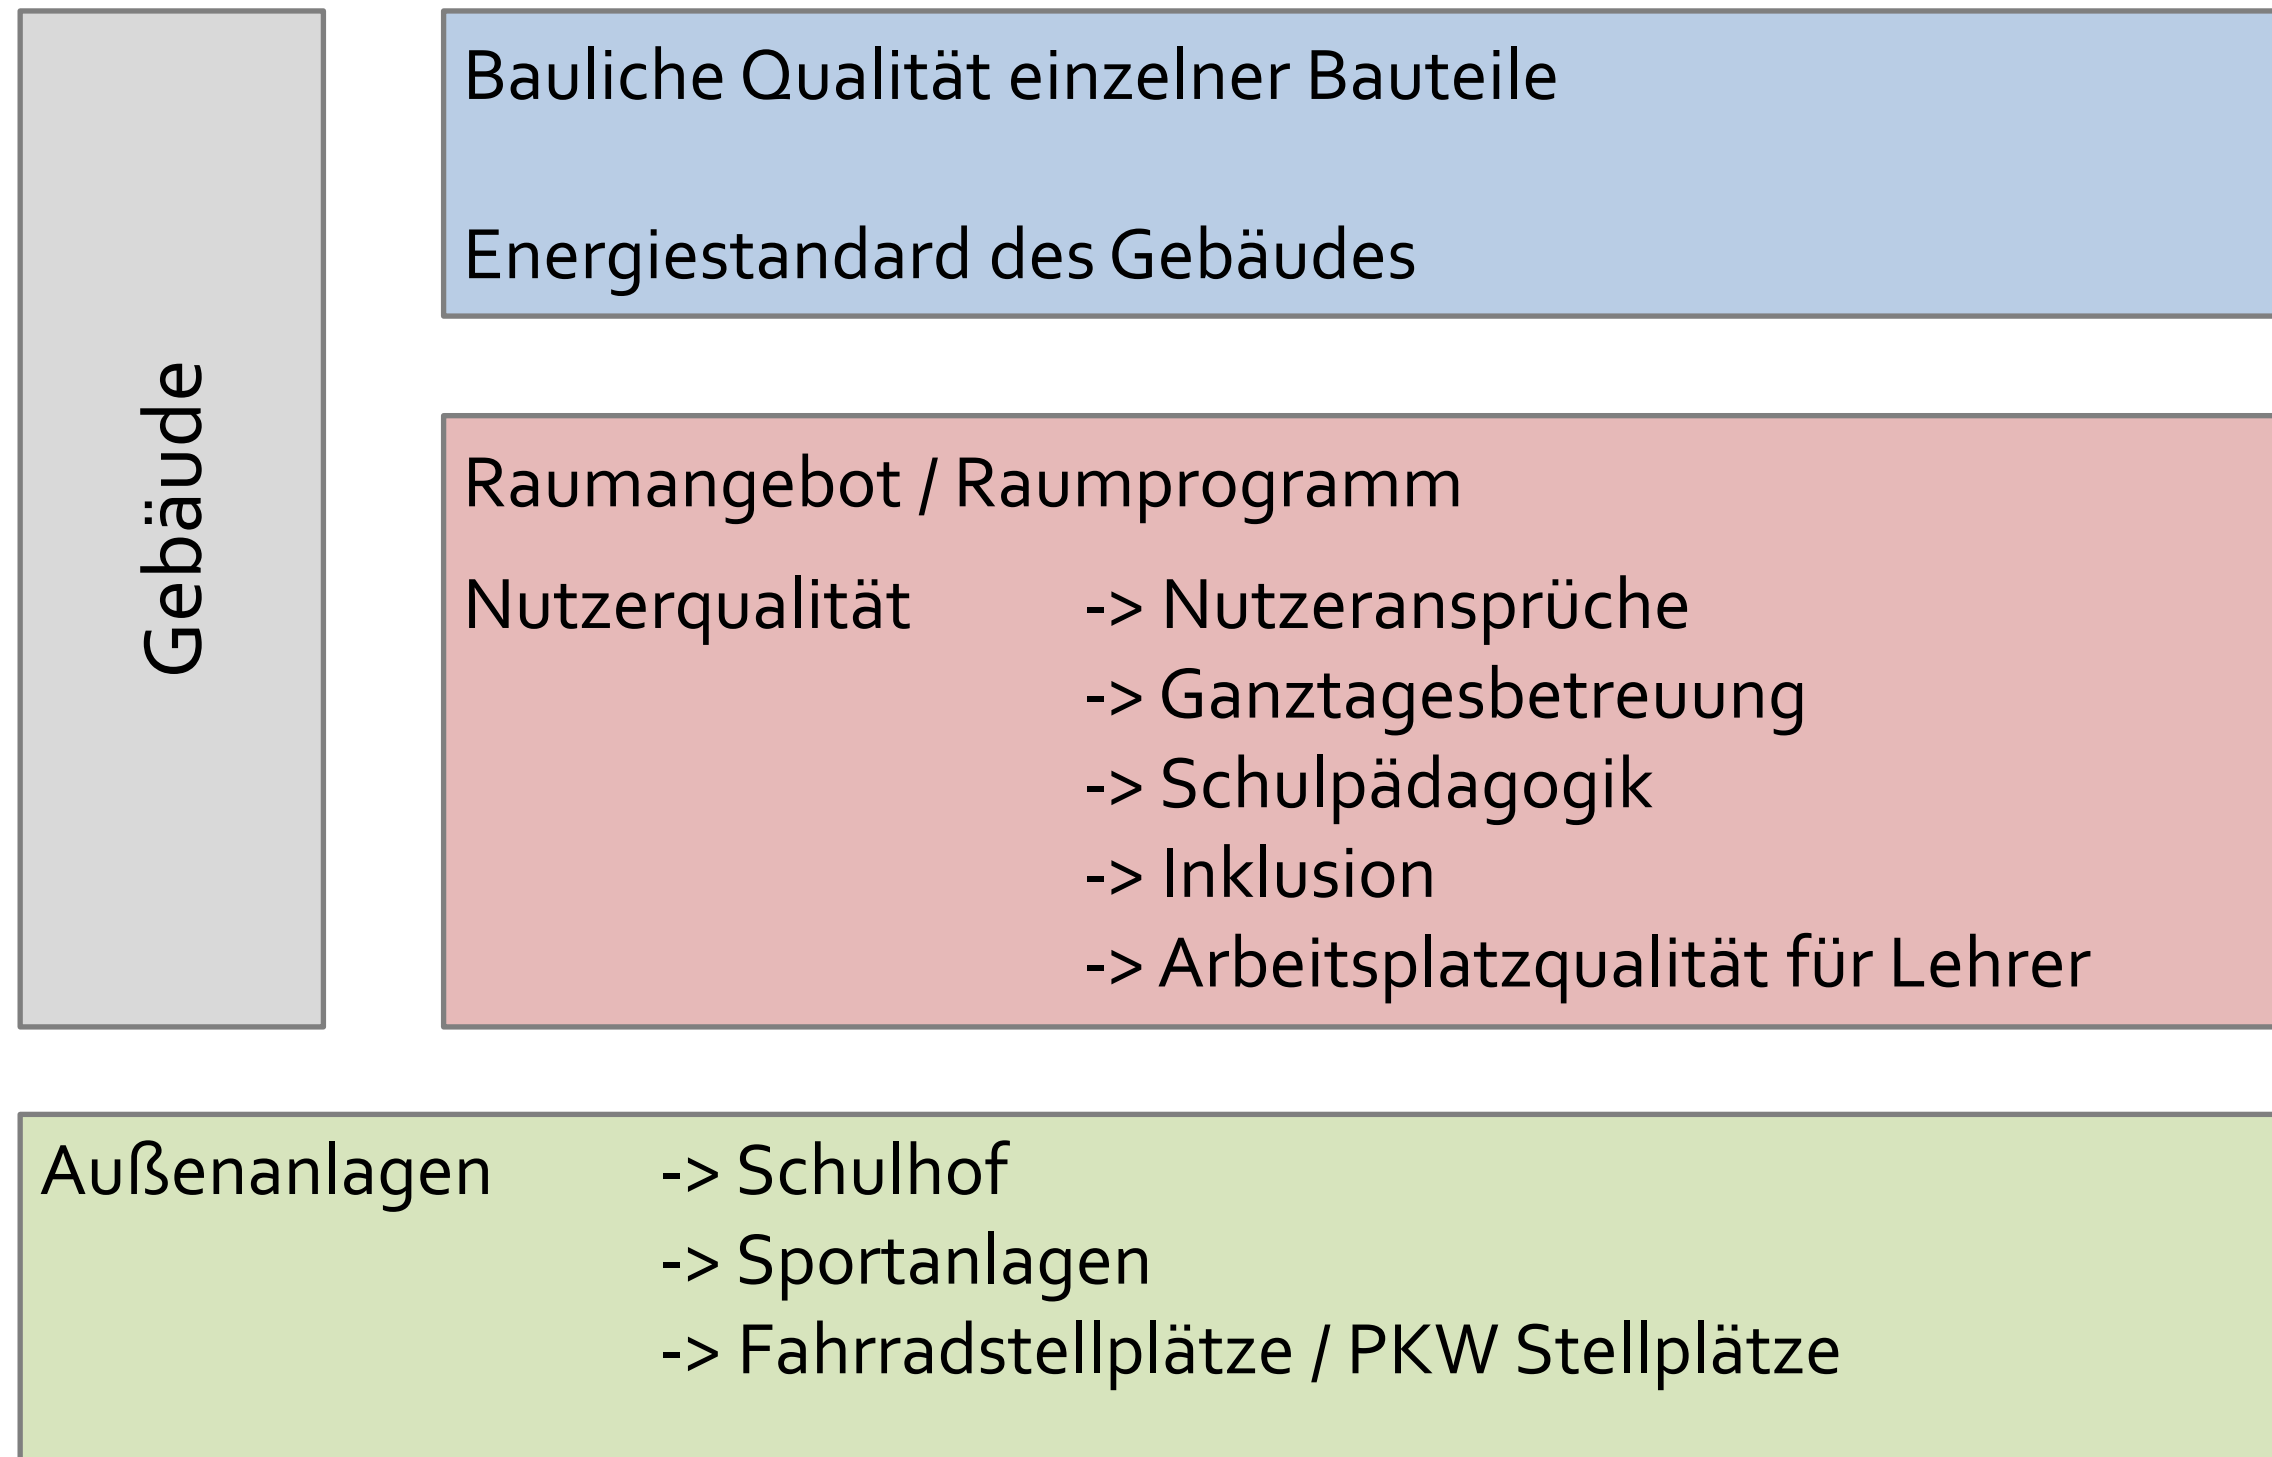 Gebäude
Bauliche Qualität einzelner Bauteile
Energiestandard des Gebäudes
Raumangebot / Raumprogramm
Nutzerqualität -> Nutzeransprüche
-> Ganztagesbetreuung
-> Schulpädagogik
-> Inklusion
-> Arbeitsplatzqualität für Lehrer
Außenanlagen -> Schulhof
-> Sportanlagen
-> Fahrradstellplätze / PKW Stellplätze